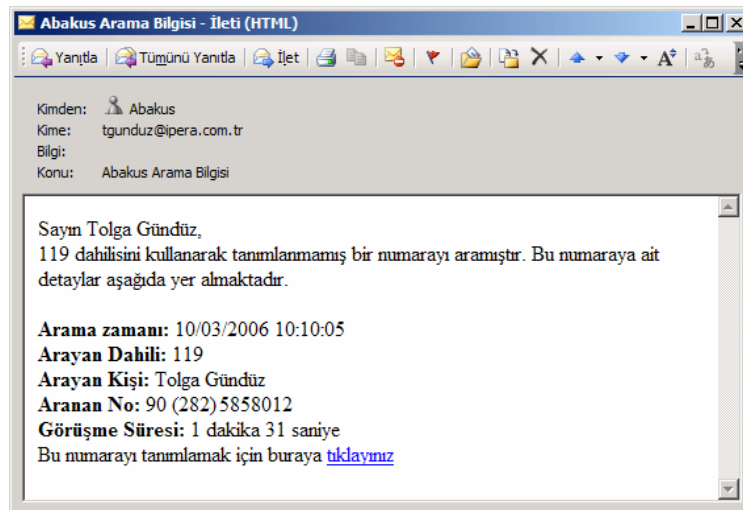 Abakus Arama Bilgisi - İleti (HTML)
Yanıtla Tümünü Yanıtla İlet
Kimden: Abakus
Kime: tgunduz@ipera.com.tr
Bilgi:
Konu: Abakus Arama Bilgisi
Sayın Tolga Gündüz,
119 dahilisini kullanarak tanımlanmamış bir numarayı aramıştır. Bu numaraya ait
detaylar aşağıda yer almaktadır.
Arama zamanı: 10/03/2006 10:10:05
Arayan Dahili: 119
Arayan Kişi: Tolga Gündüz
Aranan No: 90 (282) 5858012
Görüşme Süresi: 1 dakika 31 saniye
Bu numarayı tanımlamak için buraya tıklayınız